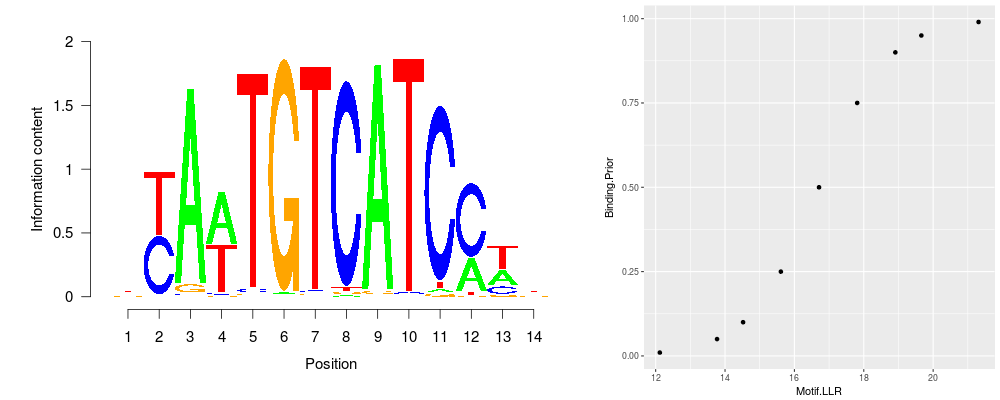 2
1.5
1
0.5
0
Information content
T
C
A
A
T
T
G
T
C
A
T
C
C
A
T
A
1 2 3 4 5 6 7 8 9 10 11 12 13 14
Position
1.00
0.75
0.50
0.25
0.00
Binding.Prior
12 14 16 18 20
Motif.LLR